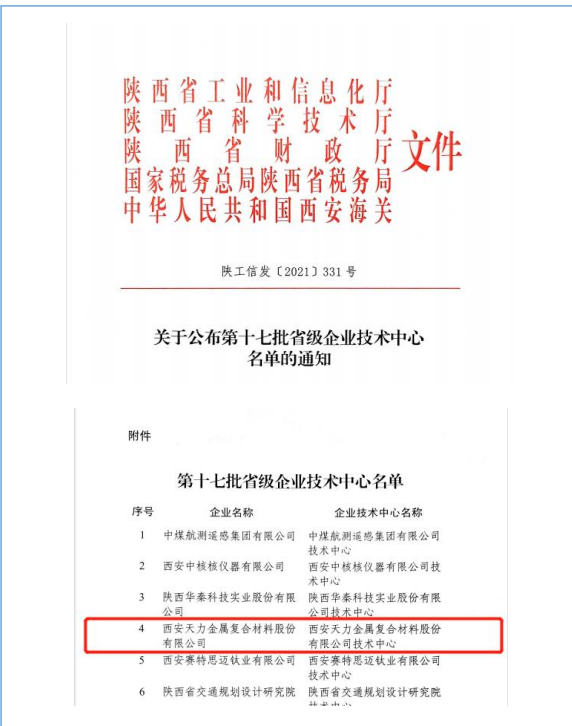 陕西省工业和信息化厅
陕西省科学技术厅
陕西省财政厅
国家税务总局陕西省税务局
中华人民共和国西安海关
文件
陕工信发〔2021〕331号
关于公布第十七批省级企业技术中心
名单的通知
附件
第十七批省级企业技术中心名单
序号 企业名称 企业技术中心名称
1 中煤航测遥感集团有限公司 中煤航测遥感集团有限公司
技术中心
2 西安中核核仪器有限公司 西安中核核仪器有限公司技
术中心
3 陕西华秦科技实业股份有限 陕西华秦科技实业股份有限
公司 公司技术中心
4 西安天力金属复合材料股份 西安天力金属复合材料股份
有限公司 有限公司技术中心
5 西安赛特思迈钛业有限公司 西安赛特思迈钛业有限公司
技术中心
6 陕西省交通规划设计研究院 陕西省交通规划设计研究院